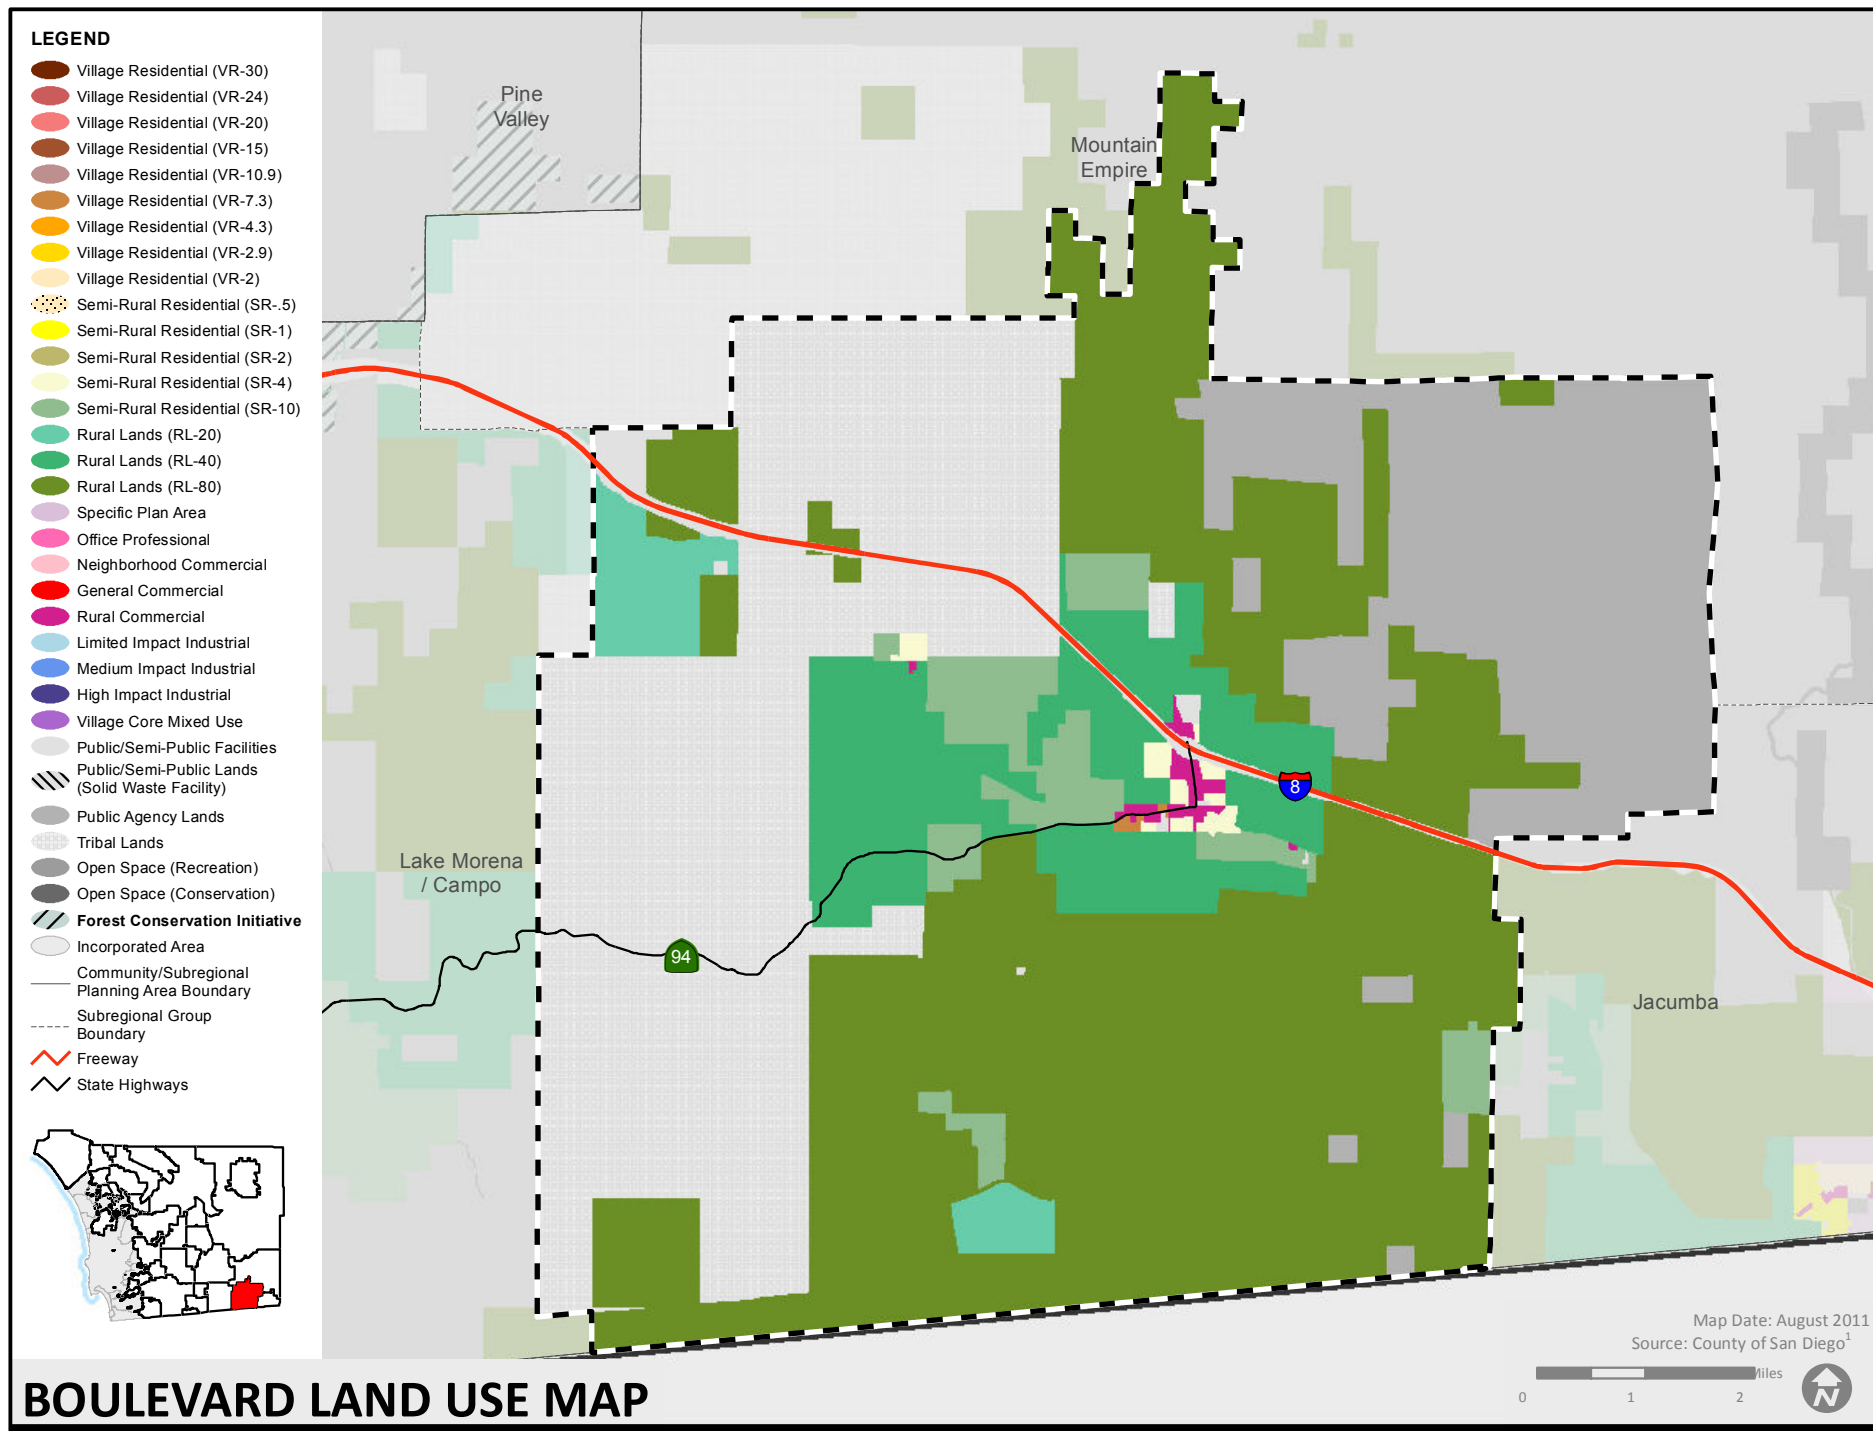 LEGEND
Village Residential (VR-30)
Village Residential (VR-24)
Village Residential (VR-20)
Village Residential (VR-15)
Village Residential (VR-10.9)
Village Residential (VR-7.3)
Village Residential (VR-4.3)
Village Residential (VR-2.9)
Village Residential (VR-2)
Semi-Rural Residential (SR-.5)
Semi-Rural Residential (SR-1)
Semi-Rural Residential (SR-2)
Semi-Rural Residential (SR-4)
Semi-Rural Residential (SR-10)
Rural Lands (RL-20)
Rural Lands (RL-40)
Rural Lands (RL-80)
Specific Plan Area
Office Professional
Neighborhood Commercial
General Commercial
Rural Commercial
Limited Impact Industrial
Medium Impact Industrial
High Impact Industrial
Village Core Mixed Use
Public/Semi-Public Facilities
Public/Semi-Public Lands
(Solid Waste Facility)
Public Agency Lands
Tribal Lands
Open Space (Recreation)
Open Space (Conservation)
Forest Conservation Initiative
Incorporated Area
Community/Subregional
Planning Area Boundary
Subregional Group
Boundary
Freeway
State Highways
Pine
Valley
Mountain
Empire
8
Lake Morena
/ Campo
94
Jacumba
Map Date: August 2011
Source: County of San Diego1
Miles
0 1 2
N
BOULEVARD LAND USE MAP